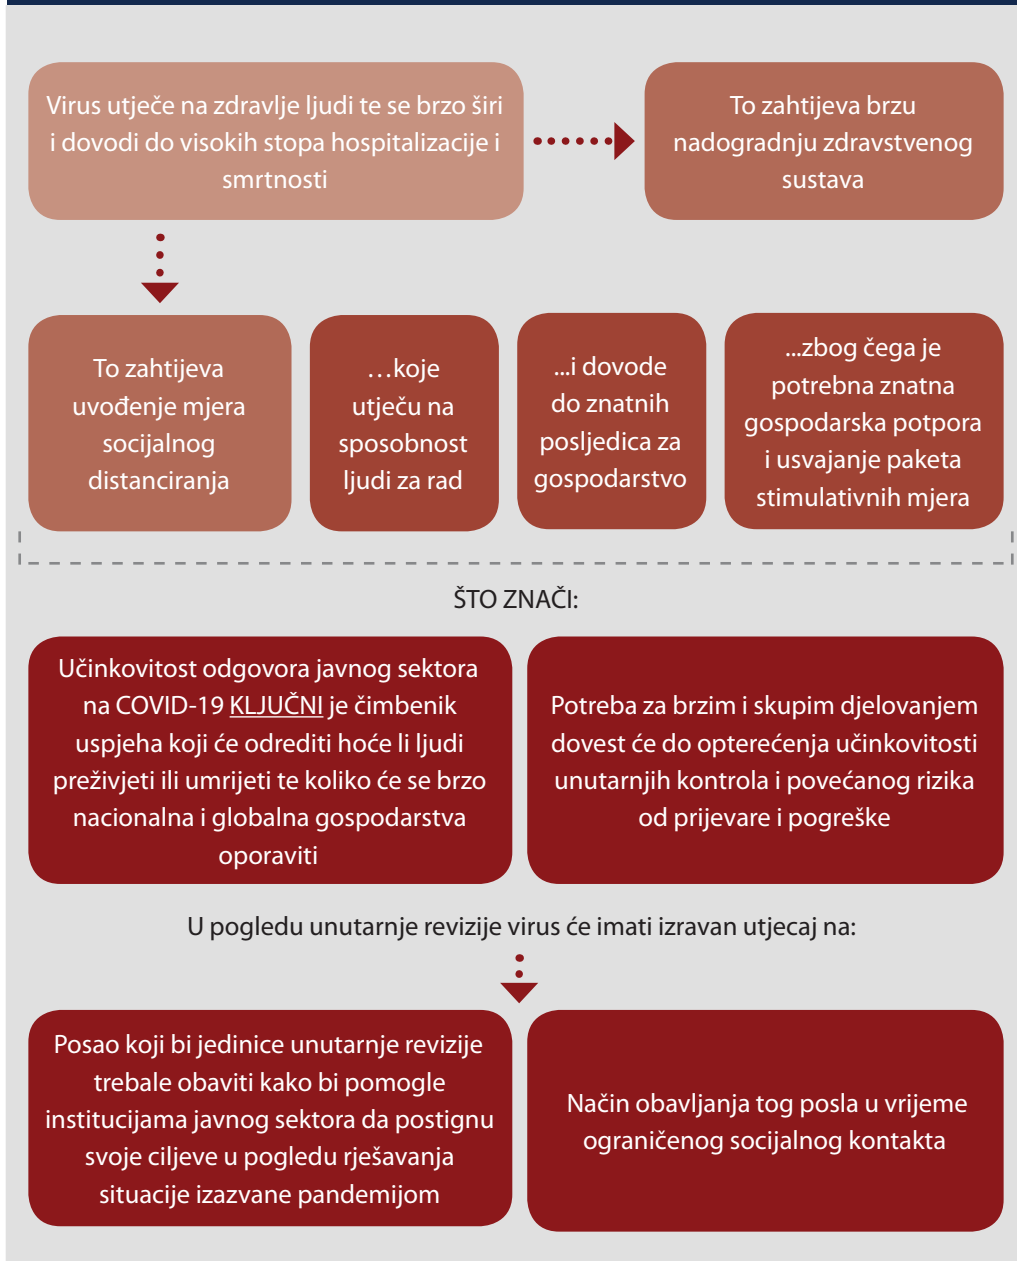 Virus utječe na zdravlje ljudi te se brzo širi
i dovodi do visokih stopa hospitalizacije i
smrtnosti
To zahtijeva brzu
nadogradnju zdravstvenog
sustava
To zahtijeva
uvođenje mjera
socijalnog
distanciranja
…koje
utječu na
sposobnost
ljudi za rad
...i dovode
do znatnih
posljedica za
gospodarstvo
...zbog čega je
potrebna znatna
gospodarska potpora
i usvajanje paketa
stimulativnih mjera
ŠTO ZNAČI:
Učinkovitost odgovora javnog sektora
na COVID-19 KLJUČNI je čimbenik
uspjeha koji će odrediti hoće li ljudi
preživjeti ili umrijeti te koliko će se brzo
nacionalna i globalna gospodarstva
oporaviti
Potreba za brzim i skupim djelovanjem
dovest će do opterećenja učinkovitosti
unutarnjih kontrola i povećanog rizika
od prijevare i pogreške
U pogledu unutarnje revizije virus će imati izravan utjecaj na:
Posao koji bi jedinice unutarnje revizije
trebale obaviti kako bi pomogle
institucijama javnog sektora da postignu
svoje ciljeve u pogledu rješavanja
situacije izazvane pandemijom
Način obavljanja tog posla u vrijeme
ograničenog socijalnog kontakta